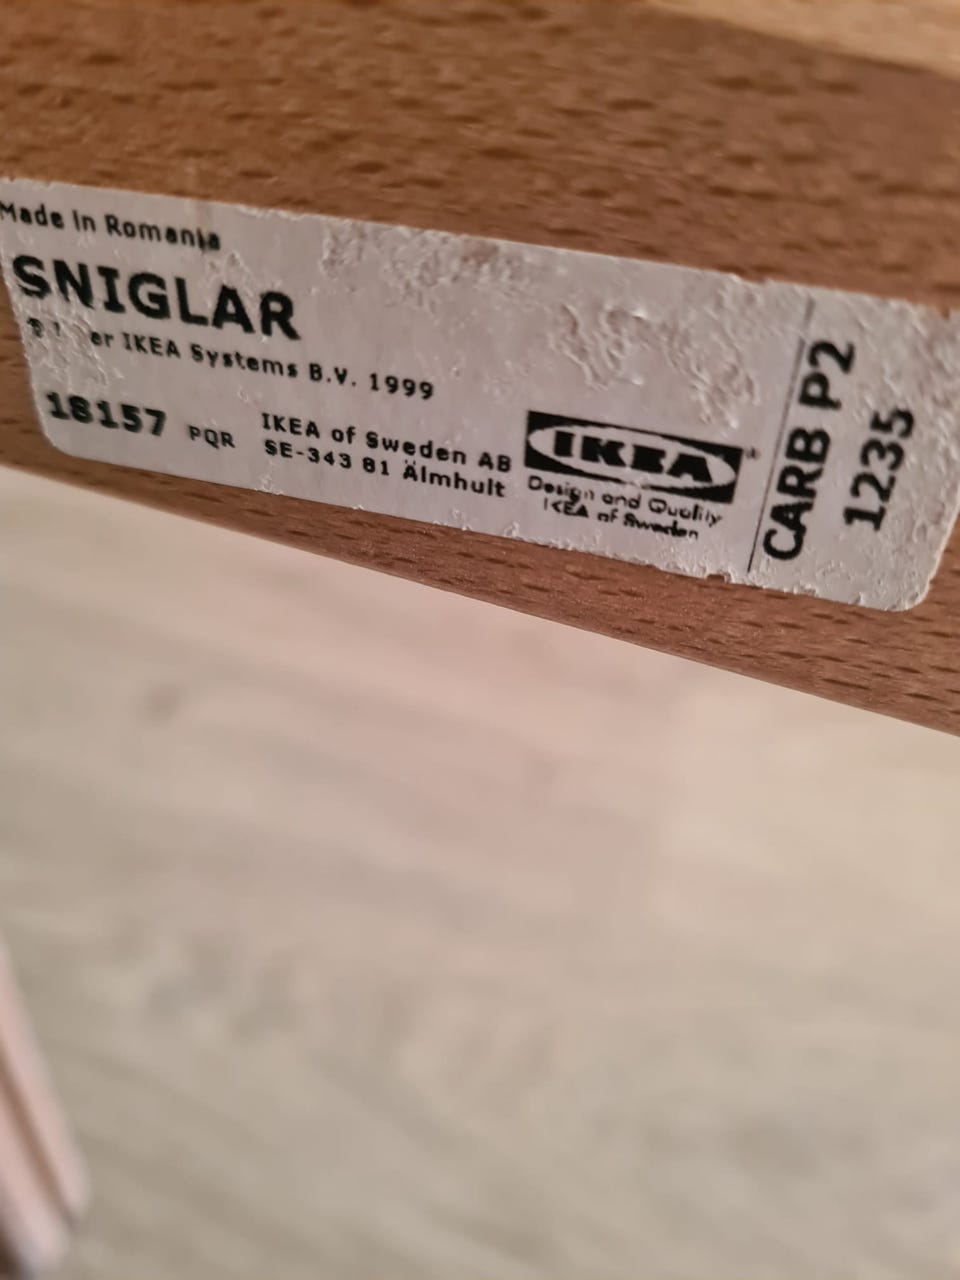 Made in Romania
SNIGLAR
IKEA Systems B.V. 1999
18157 PQR
IKEA of Sweden AB
SE-343 81 Älmhult
IKEA®
Design and Quality
IKEA of Sweden
CARB P2
1235